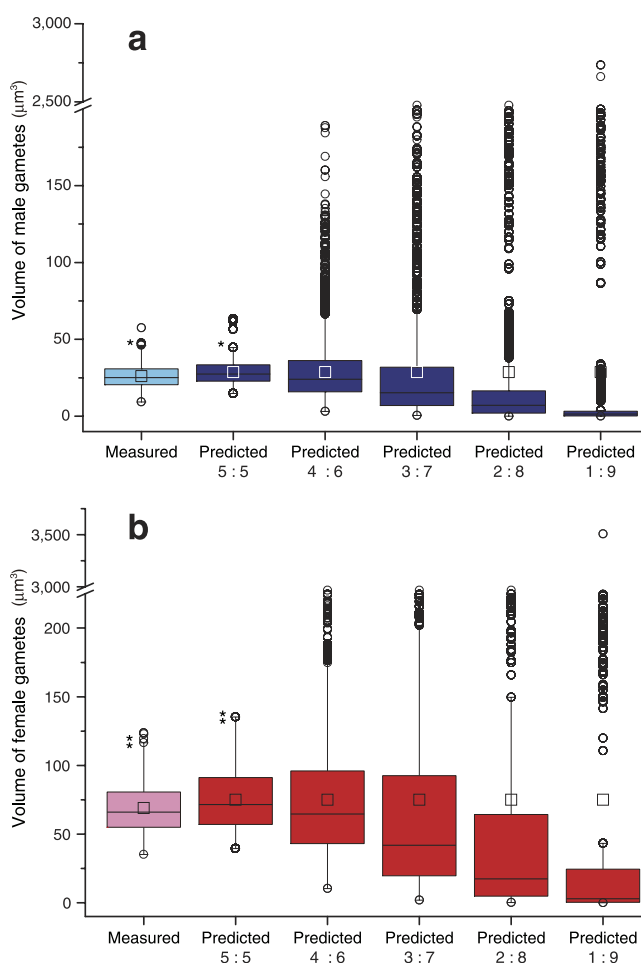 a
3,000
2,500
150
100
50
0
Volume of male gametes (µm³)
*
*
Measured
Predicted
5 : 5
Predicted
4 : 6
Predicted
3 : 7
Predicted
2 : 8
Predicted
1 : 9
b
3,500
3,000
200
150
100
50
0
Volume of female gametes (µm³)
**
**
Measured
Predicted
5 : 5
Predicted
4 : 6
Predicted
3 : 7
Predicted
2 : 8
Predicted
1 : 9